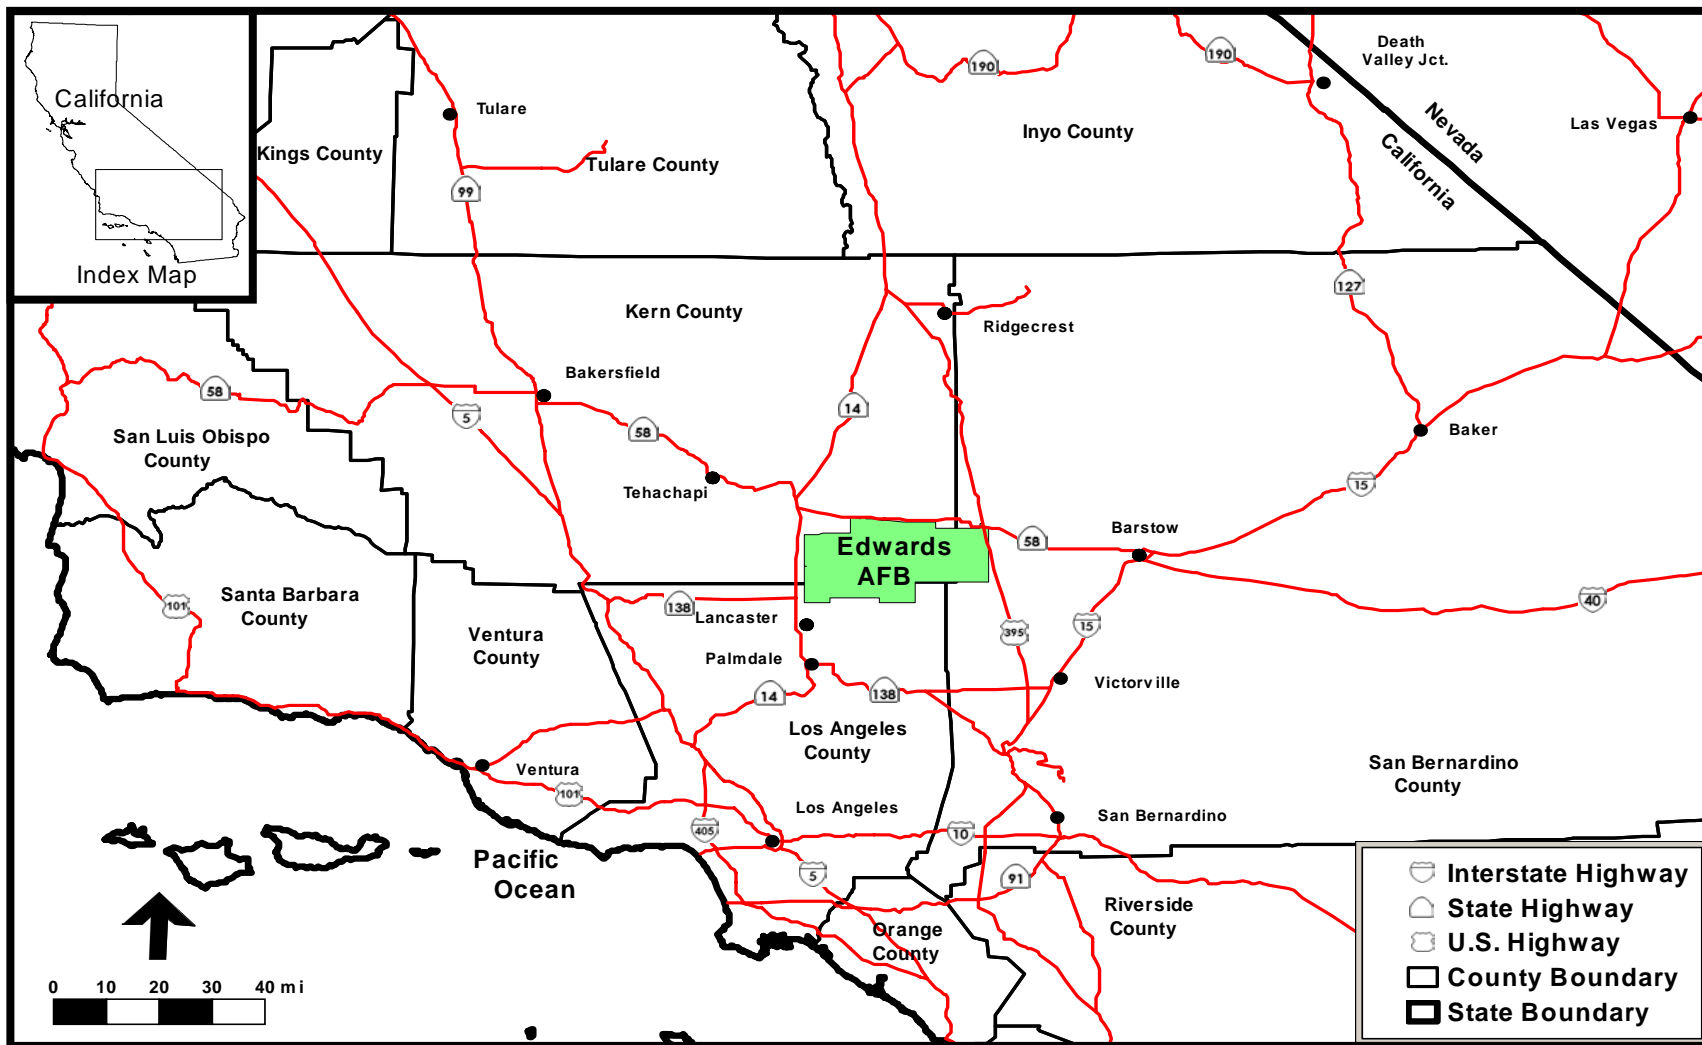 California
Index Map
Kings County
Tulare
Tulare County
99
190
190
Inyo County
Death
Valley Jct.
Nevada
California
Las Vegas
127
Kern County
Ridgecrest
Bakersfield
58
5
58
14
Baker
15
San Luis Obispo
County
Tehachapi
Edwards
AFB
58
Barstow
101
Santa Barbara
County
138
Lancaster
395
15
40
Ventura
County
Palmdale
14
138
Victorville
Los Angeles
County
San Bernardino
County
Ventura
101
Los Angeles
405
10
San Bernardino
Pacific
Ocean
5
91
Riverside
County
Orange
County
0 10 20 30 40 mi
Interstate Highway
State Highway
U.S. Highway
County Boundary
State Boundary